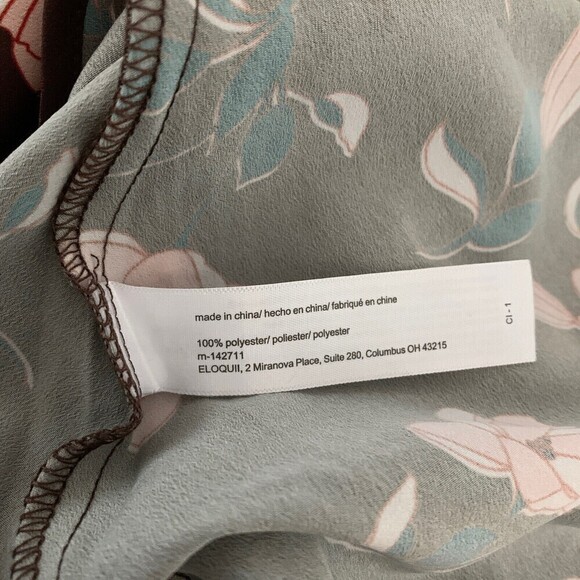 made in china/ hecho en china/ fabriqué en chine
100% polyester/ poliester/ polyester
m-142711
ELOQUII, 2 Miranova Place, Suite 280, Columbus OH 43215
CI - 1